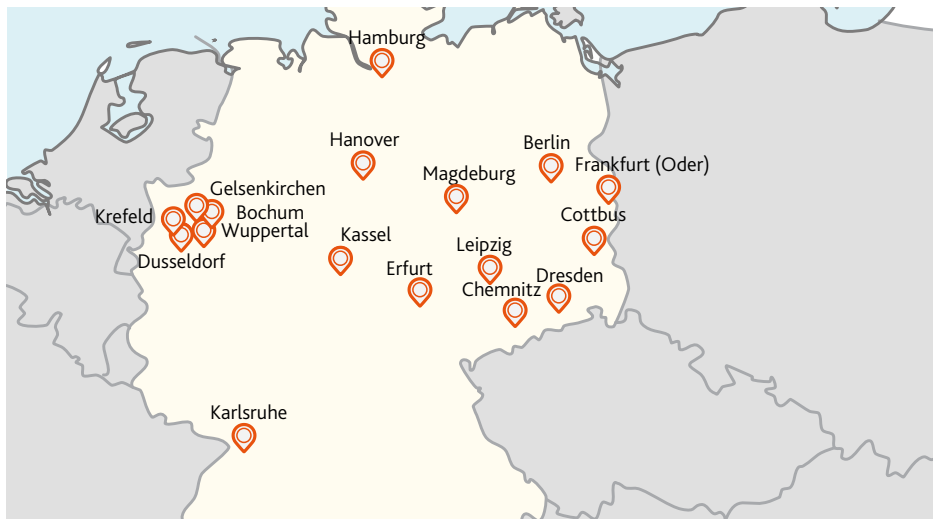 Hamburg
Hanover
Berlin
Frankfurt (Oder)
Magdeburg
Gelsenkirchen
Krefeld
Bochum
Cottbus
Wuppertal
Kassel
Leipzig
Dusseldorf
Erfurt
Dresden
Chemnitz
Karlsruhe